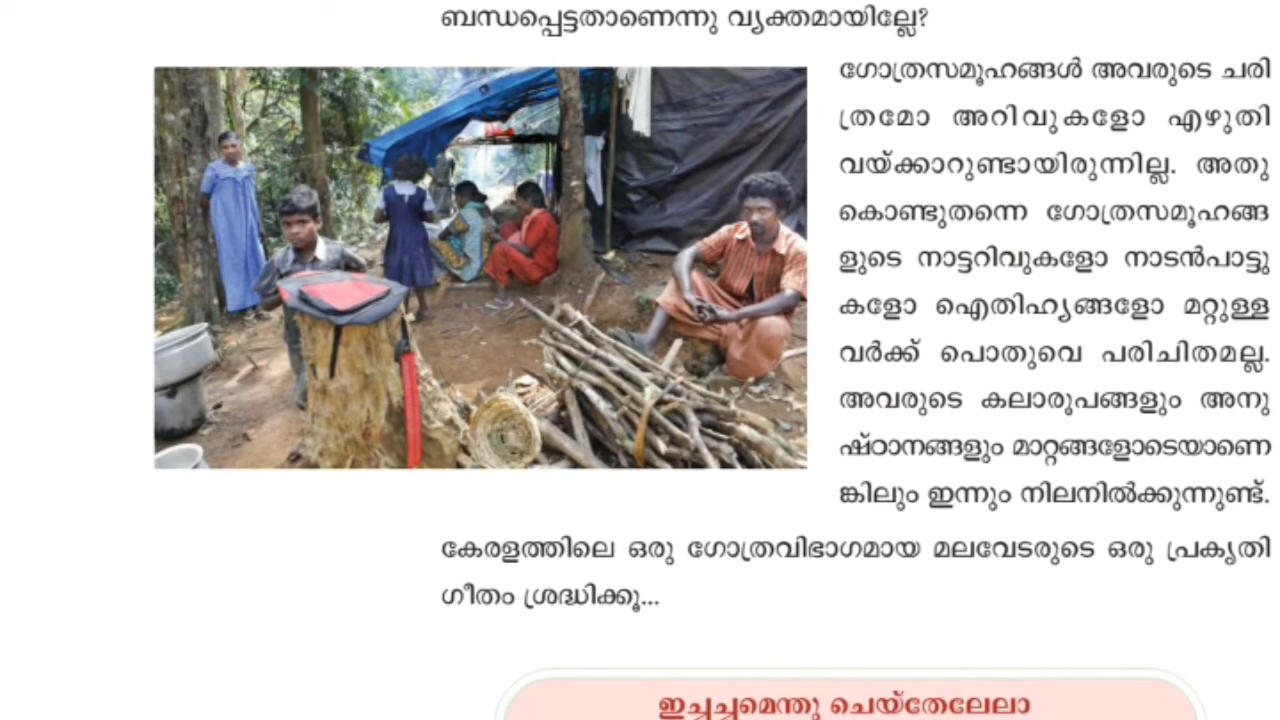 ബന്ധപ്പെട്ടതാണെന്നു വ്യക്തമായില്ലേ?
ഗോത്രസമൂഹങ്ങൾ അവരുടെ ചരി
ത്രമോ അറിവുകളോ എഴുതി
വയ്ക്കാറുണ്ടായിരുന്നില്ല. അതു
കൊണ്ടുതന്നെ ഗോത്രസമൂഹങ്ങ
ളുടെ നാട്ടറിവുകളോ നാടൻപാട്ടു
കളോ ഐതിഹ്യങ്ങളോ മറ്റുള്ള
വർക്ക് പൊതുവെ പരിചിതമല്ല.
അവരുടെ കലാരൂപങ്ങളും അനു
ഷ്ഠാനങ്ങളും മാറ്റങ്ങളോടെയാണെ
ങ്കിലും ഇന്നും നിലനിൽക്കുന്നുണ്ട്.
കേരളത്തിലെ ഒരു ഗോത്രവിഭാഗമായ മലവേടരുടെ ഒരു പ്രകൃതി
ഗീതം ശ്രദ്ധിക്കൂ...
ഇച്ചച്ചമെന്തു ചെയ്തേലേലാ